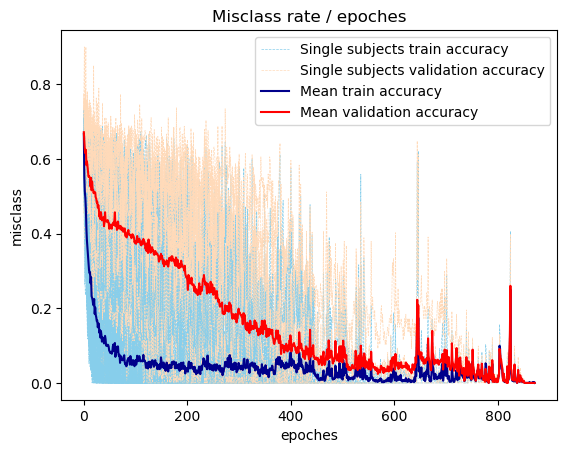 Misclass rate / epoches
Single subjects train accuracy
Single subjects validation accuracy
Mean train accuracy
Mean validation accuracy
misclass
0.8
0.6
0.4
0.2
0.0
0
200
400
600
800
epoches